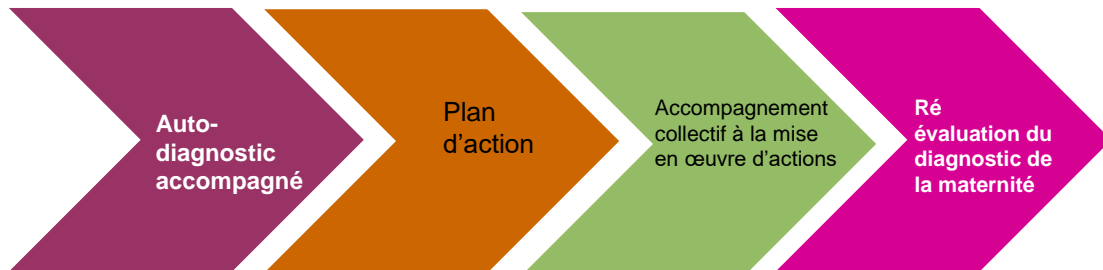 Auto-
diagnostic
accompagné
Plan
d’action
Accompagnement
collectif à la mise
en œuvre d’actions
Ré
évaluation du
diagnostic de
la maternité